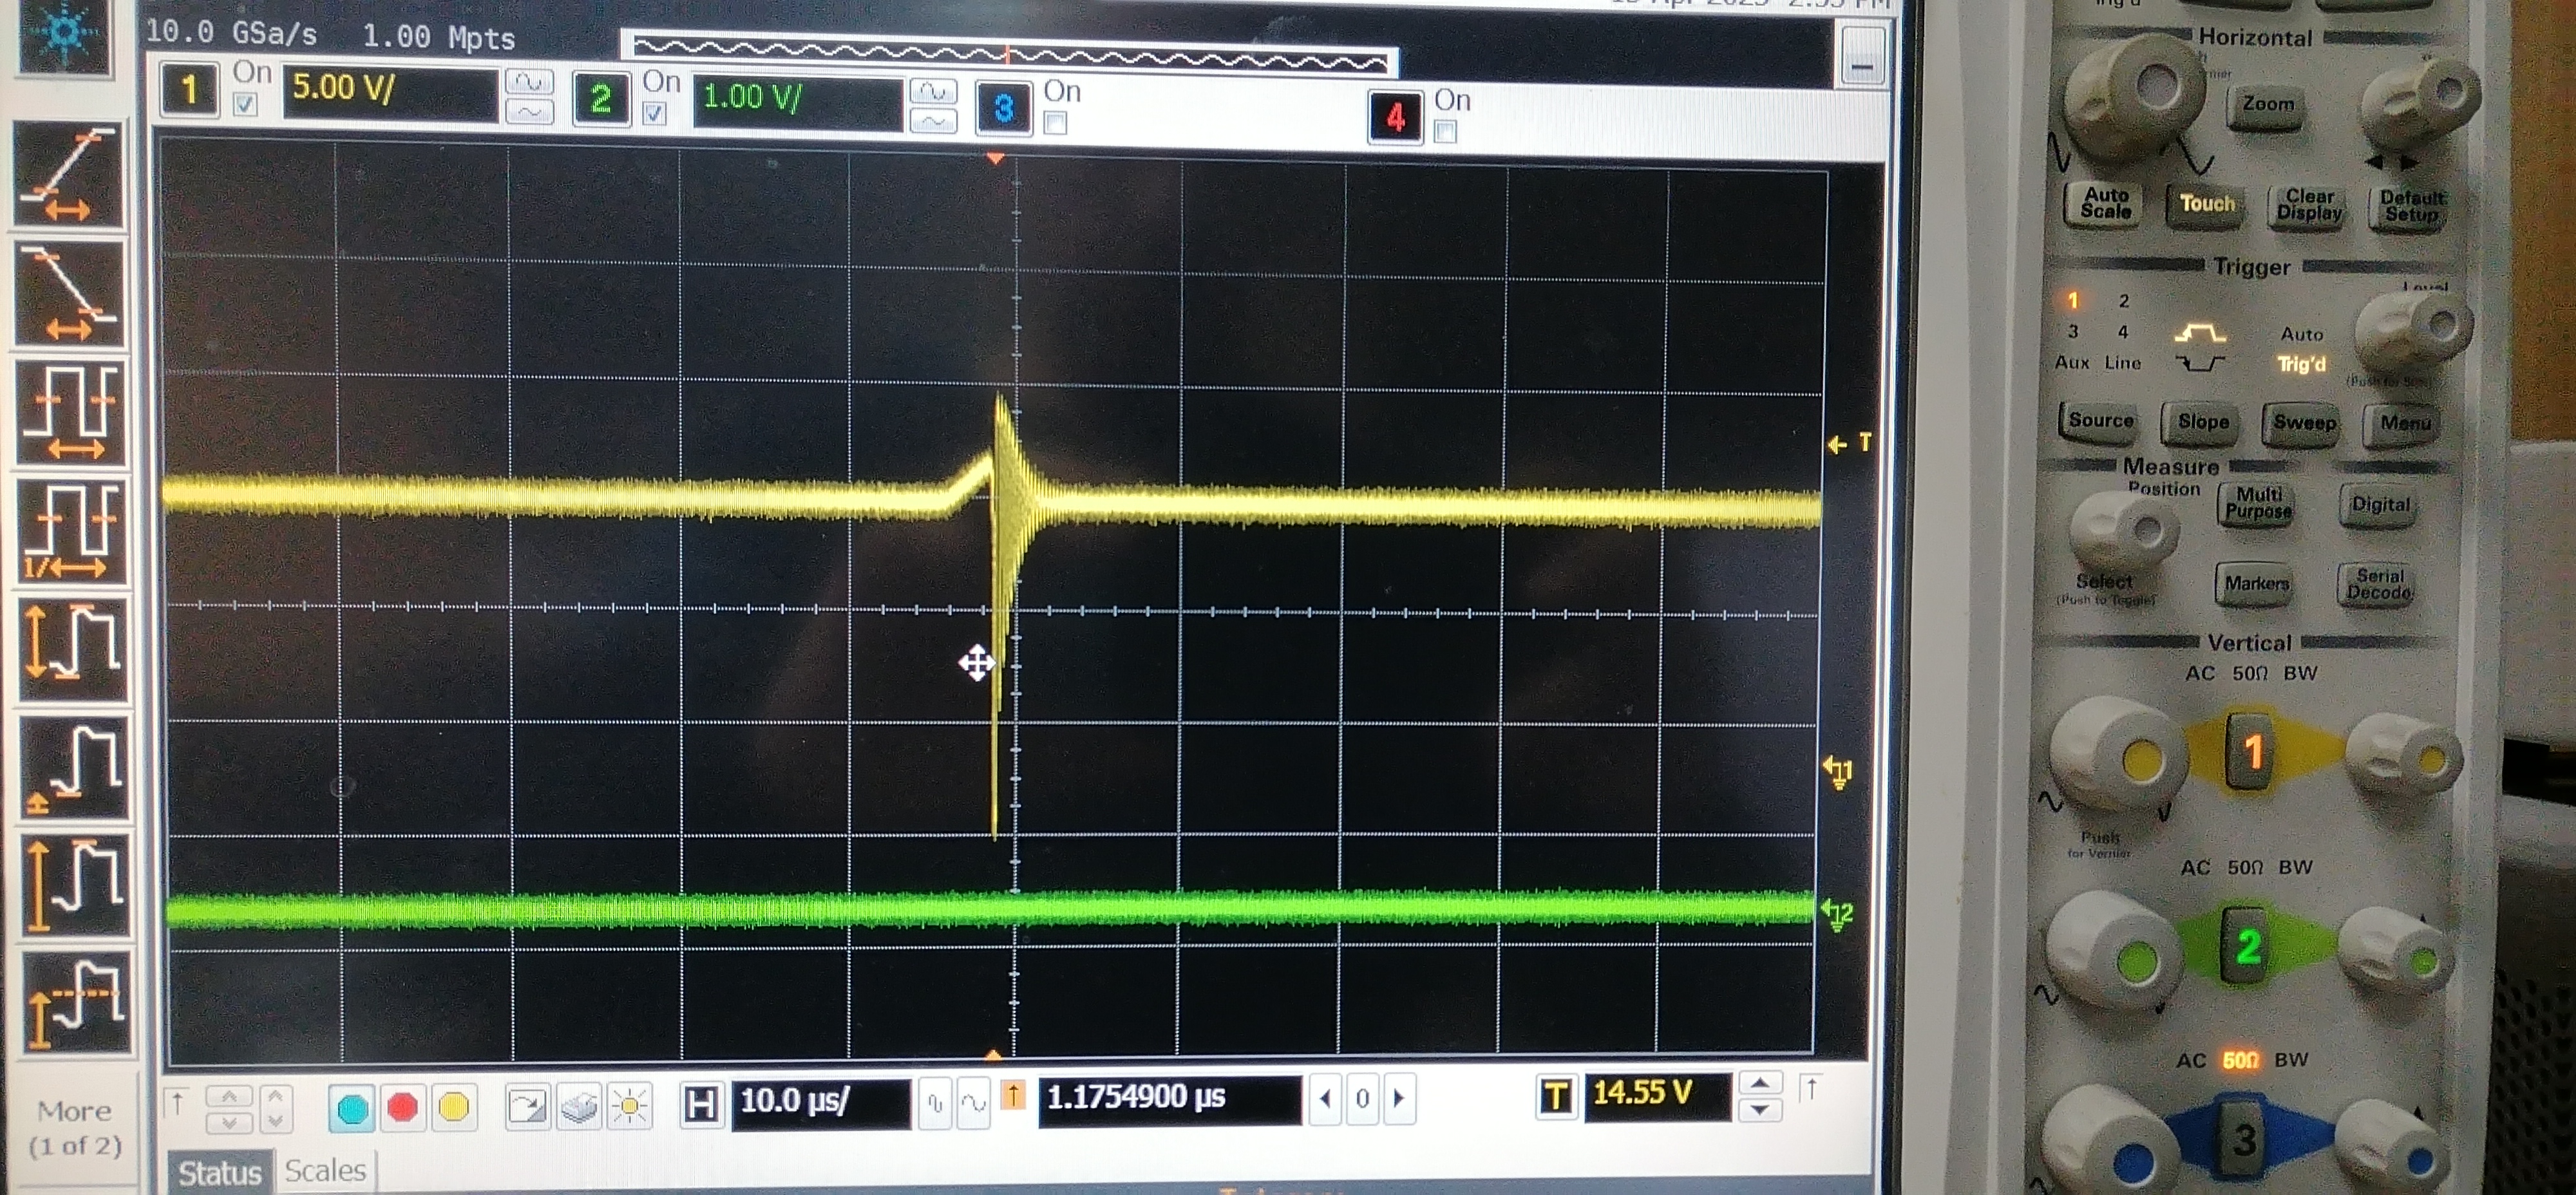 10.0 GSa/s 1.00 Mpts
1 On 5.00 V/ 2 On 1.00 V/ 3 On 4 On
T
1
2
1/
More
(1 of 2)
H 10.0 µs/ 1.1754900 µs 0 T 14.55 V
Status Scales
Horizontal
Zoom
Auto Scale
Touch
Clear Display
Default Setup
Trigger
1 2
3 4
Aux Line
Auto
Trig'd
Source Slope Sweep Menu
Measure
Position
Multi Purpose
Digital
Select
(Push to Toggle)
Markers
Serial Decode
Vertical
AC 50Ω BW
1
Push
for Vernier
AC 50Ω BW
2
AC 50Ω BW
3